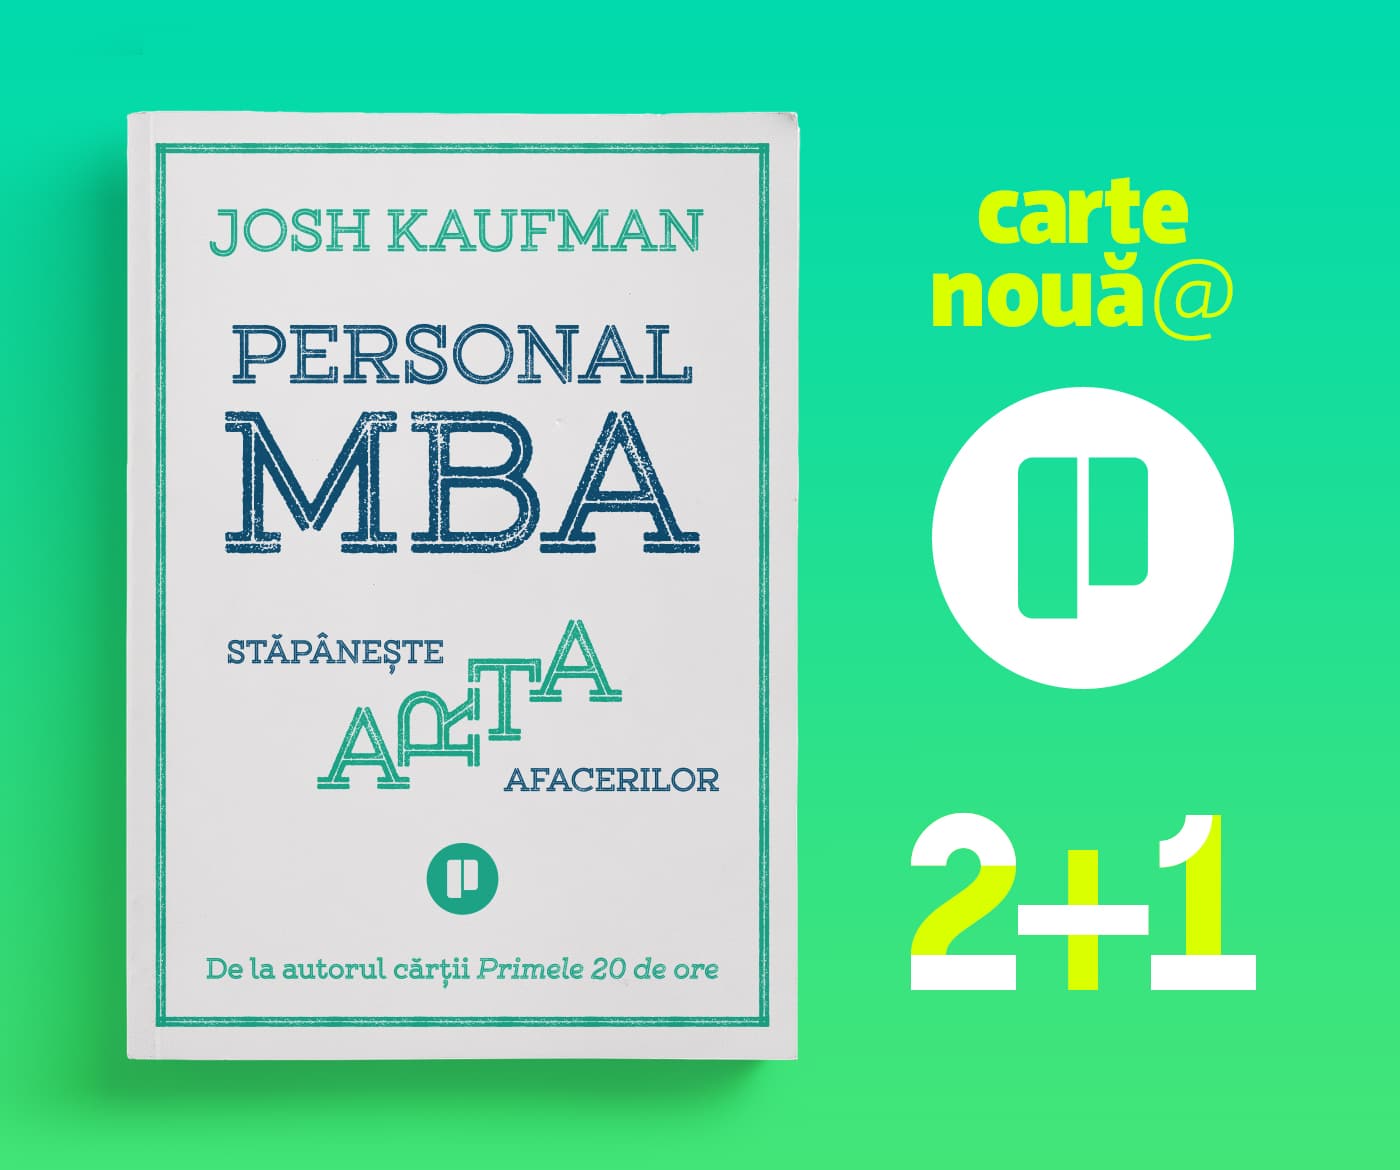 JOSH KAUFMAN
PERSONAL
MBA
STĂPÂNEȘTE
ARTA
AFACERILOR
De la autorul cărții Primele 20 de ore
carte
nouă@
2+1